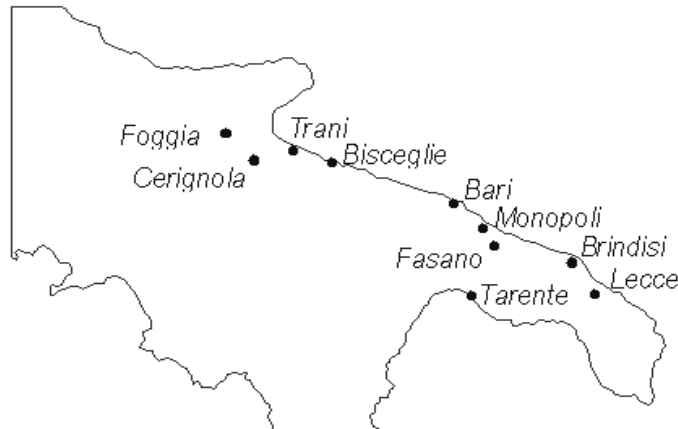 Foggia
Trani
Cerignola
Bisceglie
Bari
Monopoli
Fasano
Brindisi
Tarente
Lecce